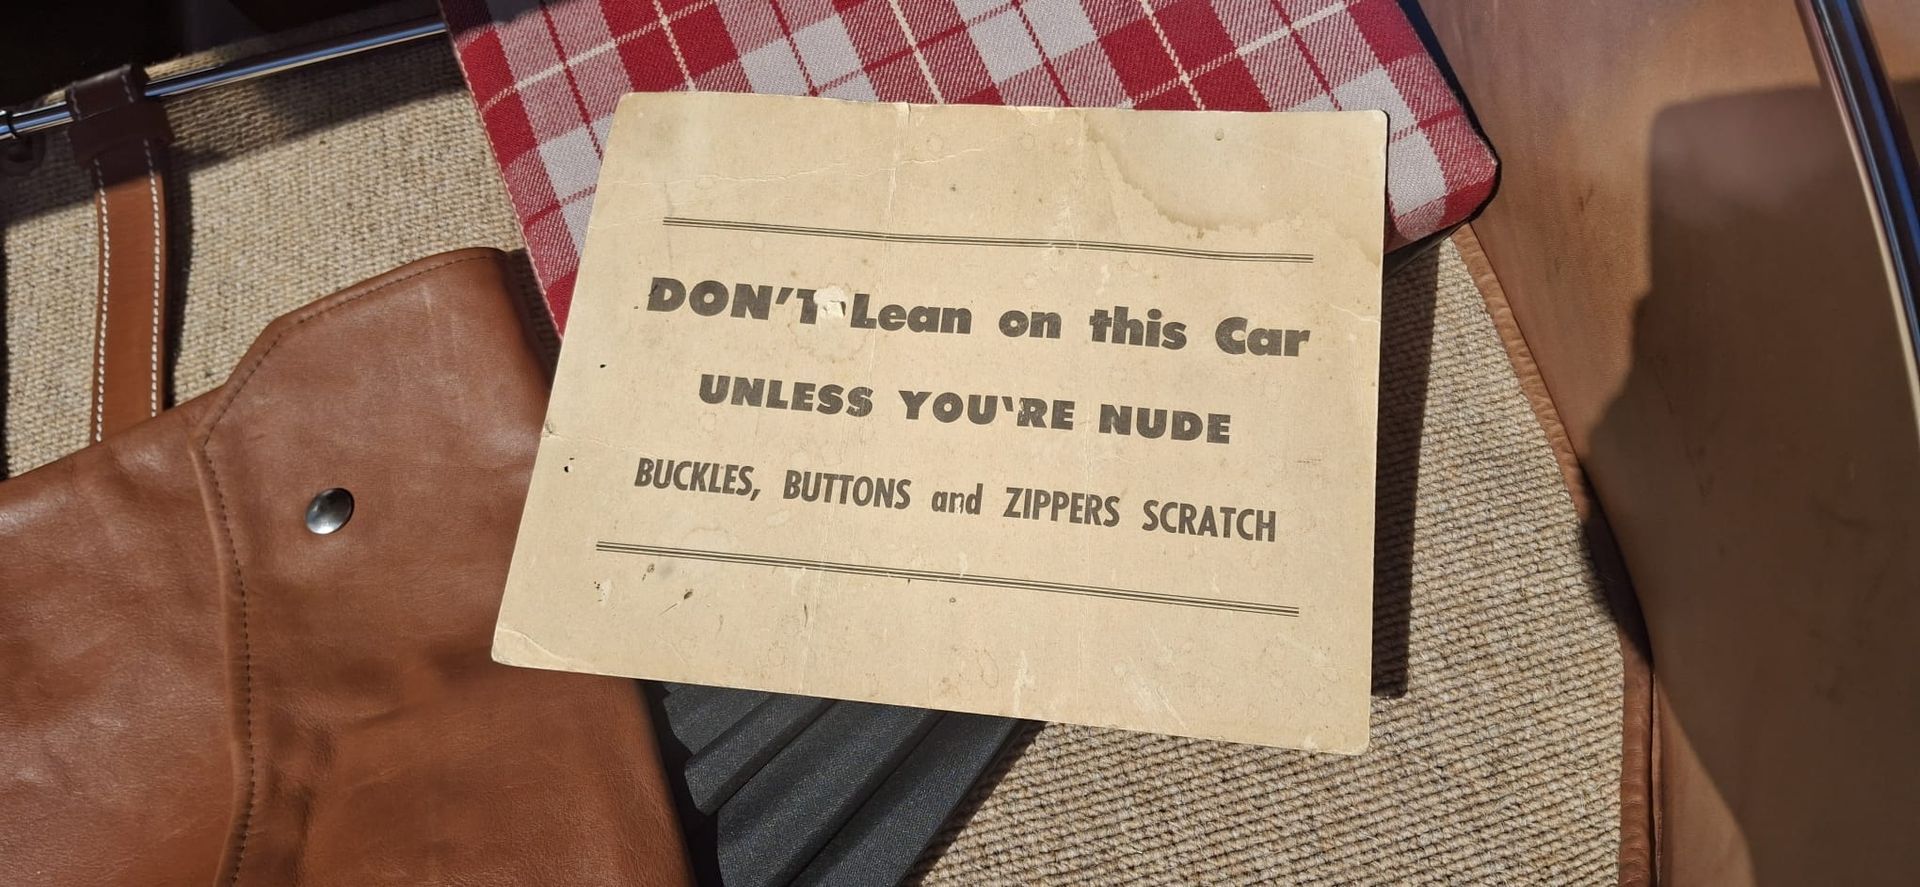 DON'T Lean on this Car
UNLESS YOU'RE NUDE
BUCKLES, BUTTONS and ZIPPERS SCRATCH